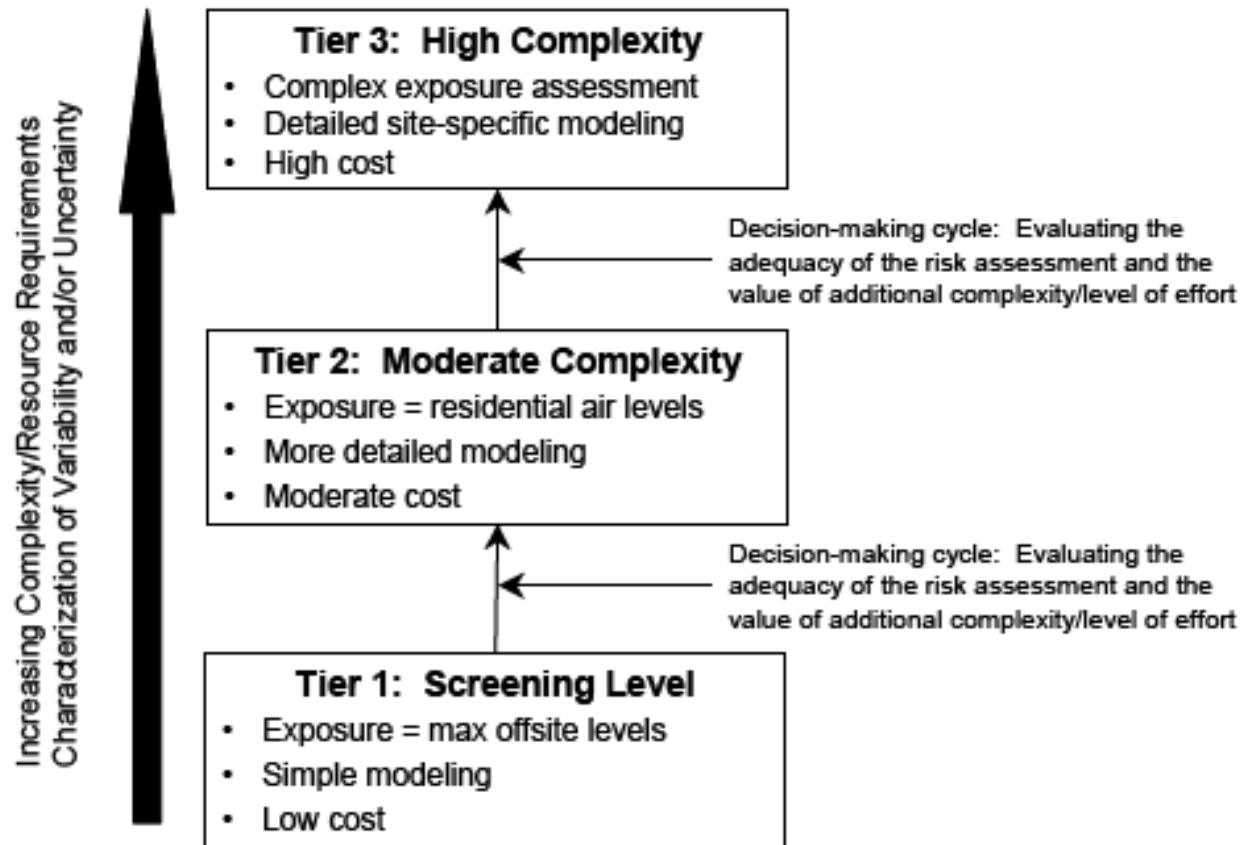 Increasing Complexity/Resource Requirements
Characterization of Variability and/or Uncertainty
Tier 3: High Complexity
• Complex exposure assessment
• Detailed site-specific modeling
• High cost
Decision-making cycle: Evaluating the
adequacy of the risk assessment and the
value of additional complexity/level of effort
Tier 2: Moderate Complexity
• Exposure = residential air levels
• More detailed modeling
• Moderate cost
Decision-making cycle: Evaluating the
adequacy of the risk assessment and the
value of additional complexity/level of effort
Tier 1: Screening Level
• Exposure = max offsite levels
• Simple modeling
• Low cost